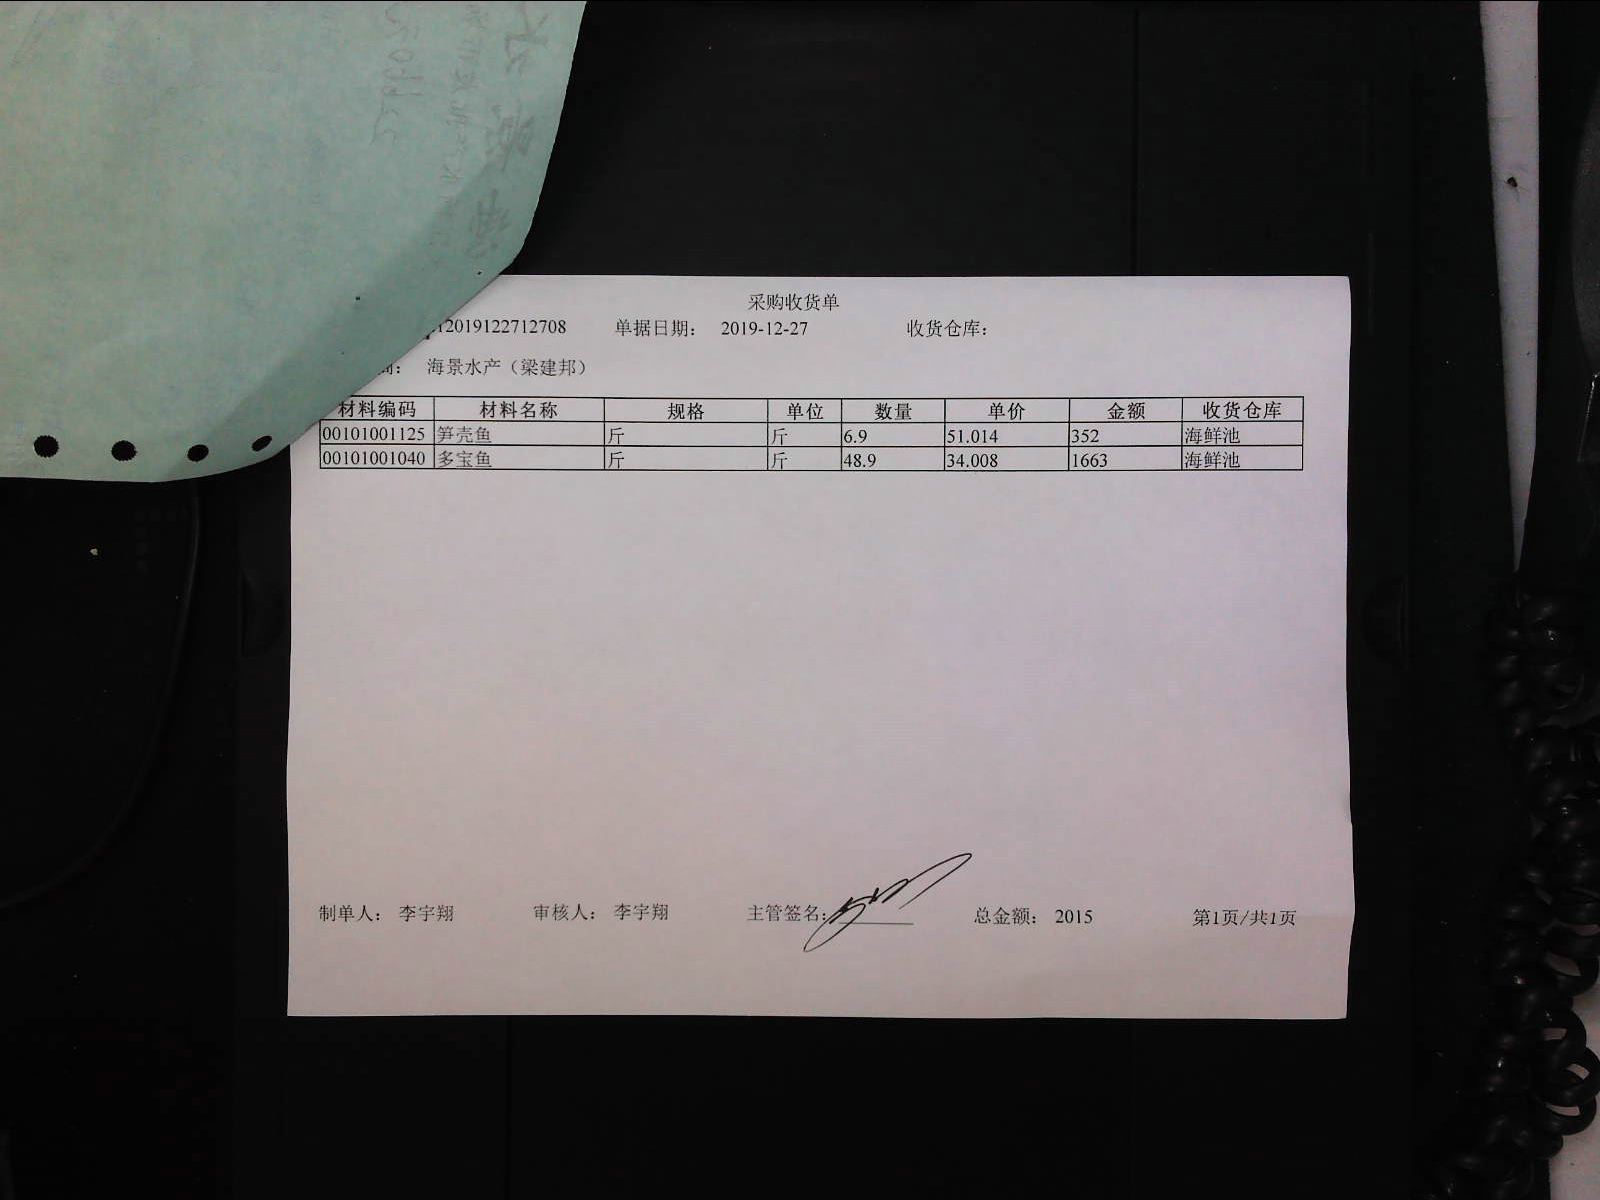 采购收货单
12019122712708 单据日期： 2019-12-27 收货仓库：
商： 海景水产（梁建邦）
材料编码 材料名称 规格 单位 数量 单价 金额 收货仓库
00101001125 笋壳鱼 斤 斤 6.9 51.014 352 海鲜池
00101001040 多宝鱼 斤 斤 48.9 34.008 1663 海鲜池
制单人： 李宇翔 审核人： 李宇翔 主管签名： 总金额： 2015 第1页/共1页